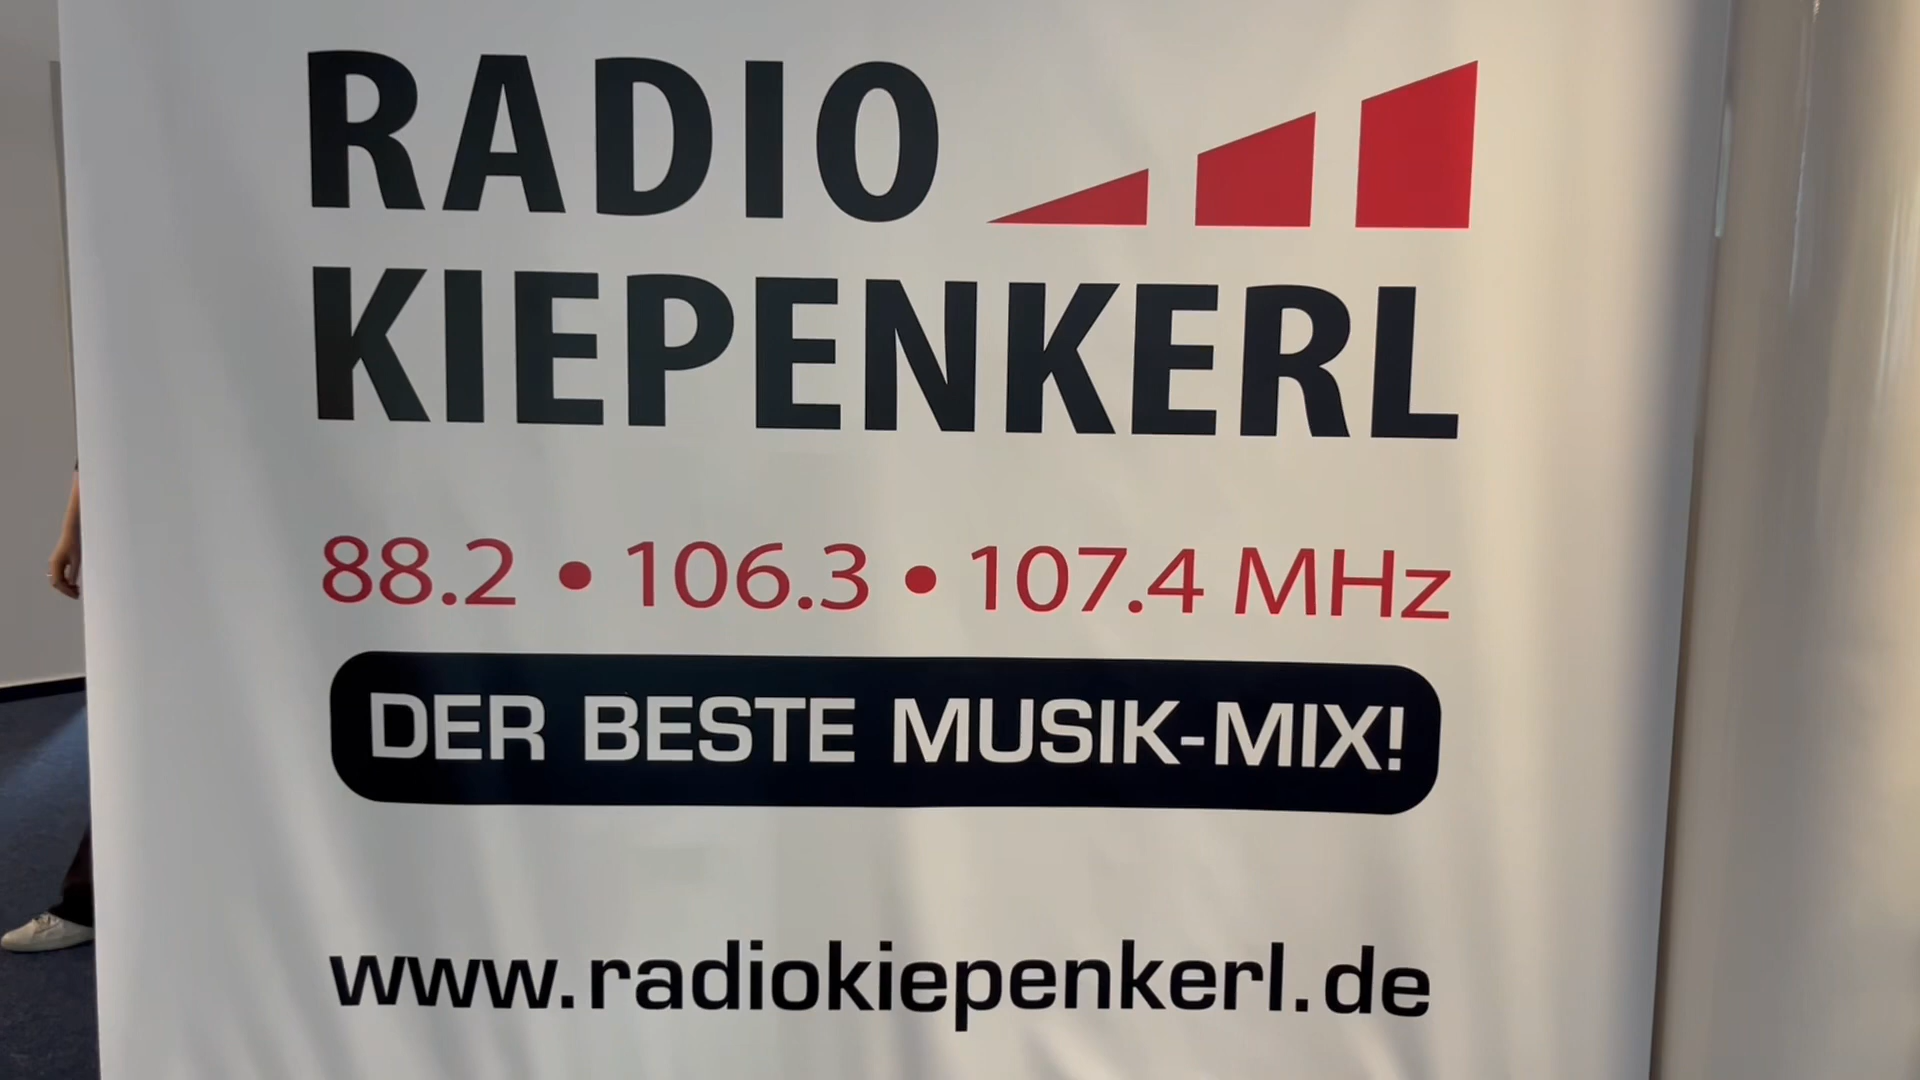 RADIO
KIEPENKERL
88.2 • 106.3 • 107.4 MHz
DER BESTE MUSIK-MIX!
www.radiokiepenkerl.de